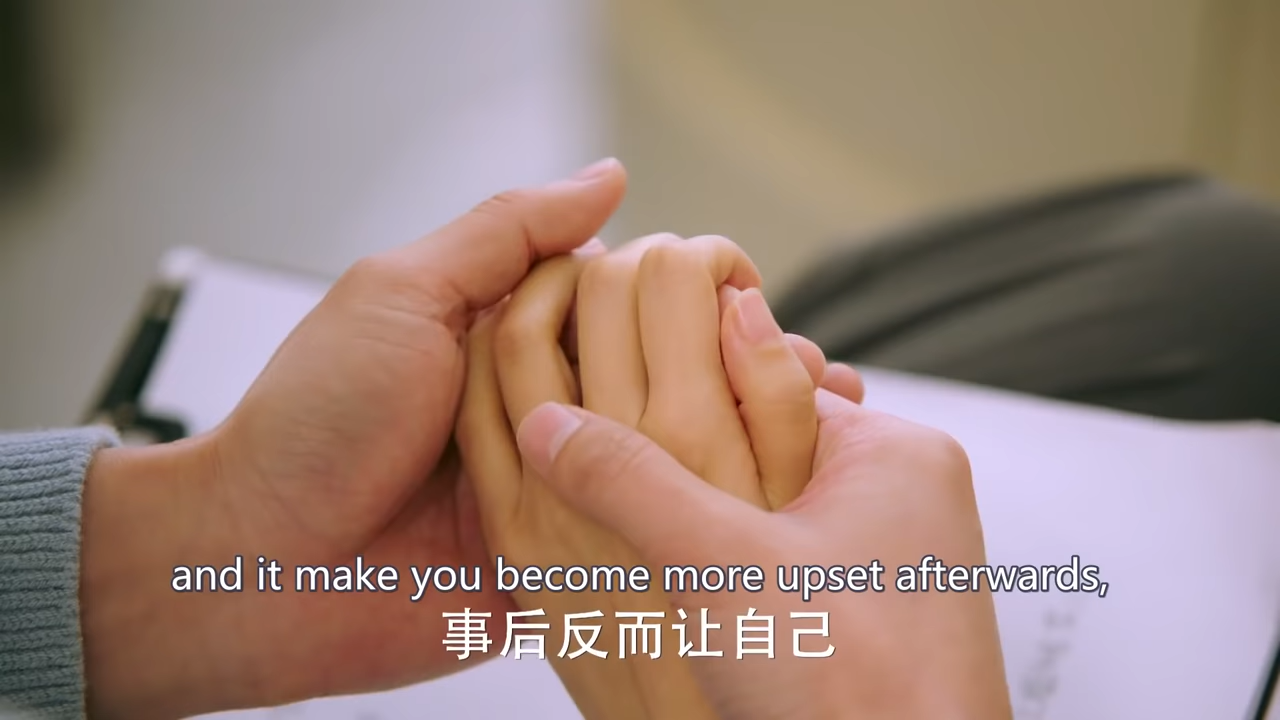 and it make you become more upset afterwards,
事后反而让自己